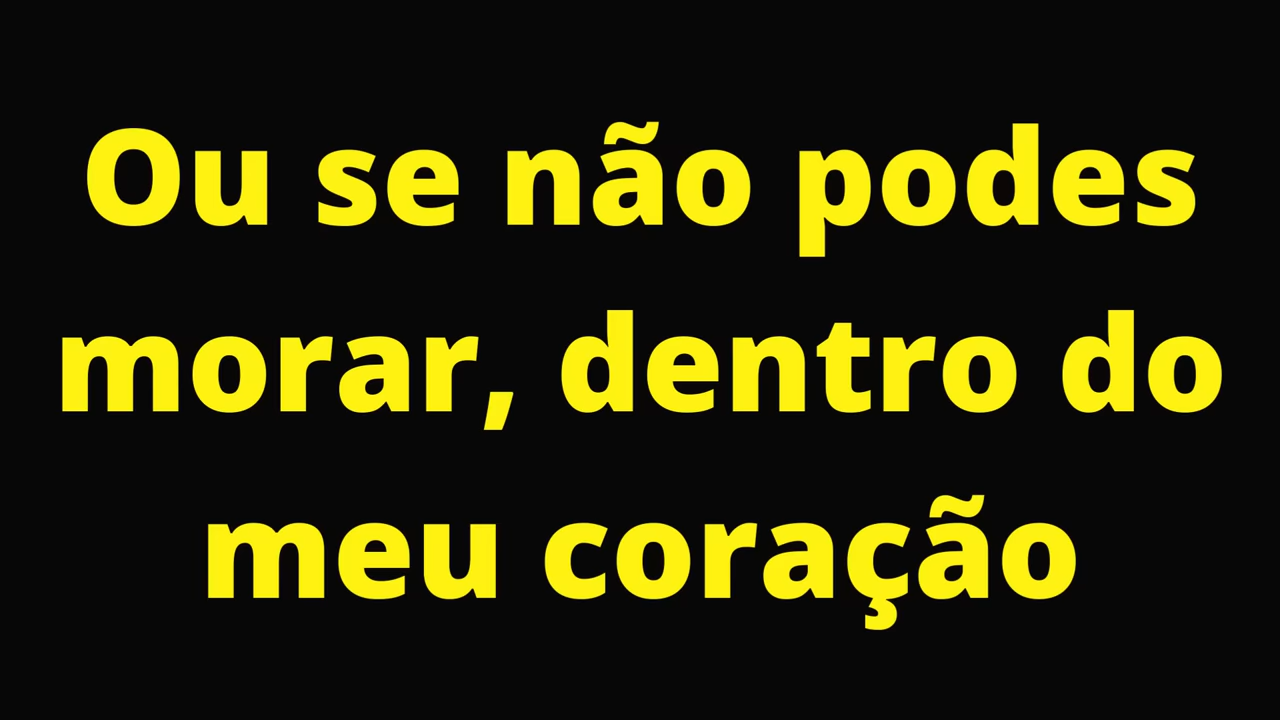 Ou se não podes
morar, dentro do
meu coração